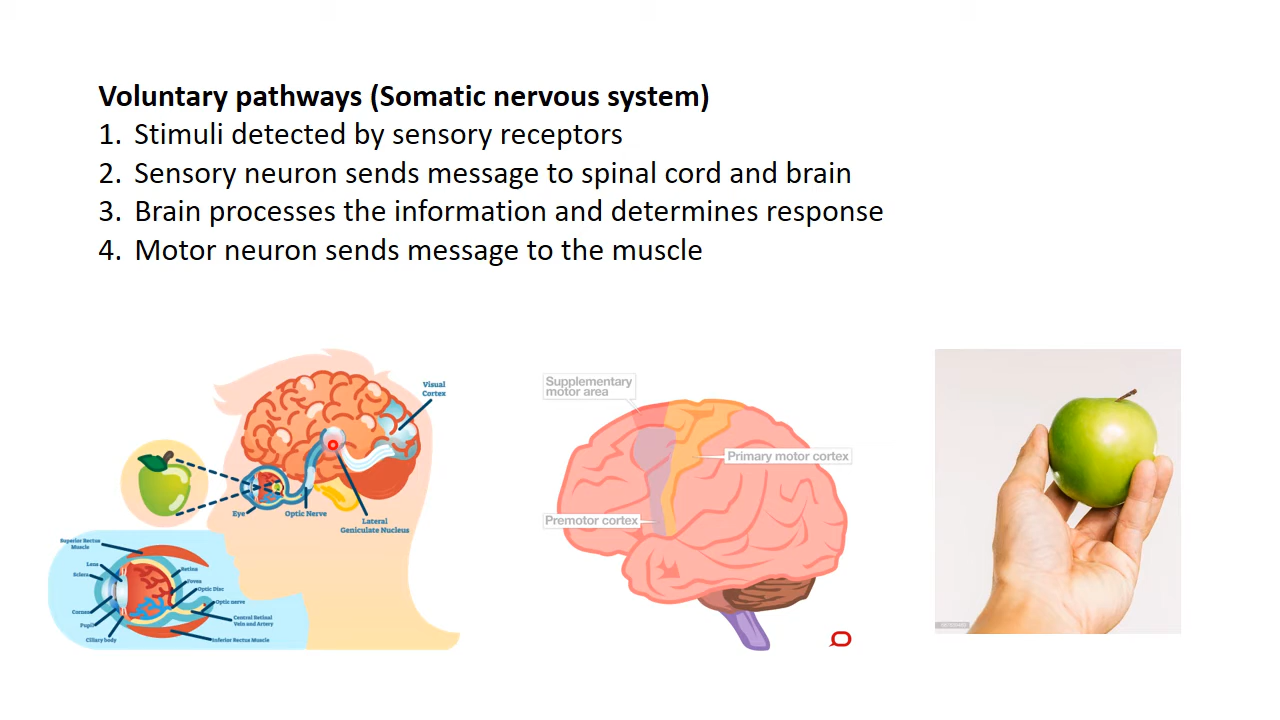 Voluntary pathways (Somatic nervous system)
1. Stimuli detected by sensory receptors
2. Sensory neuron sends message to spinal cord and brain
3. Brain processes the information and determines response
4. Motor neuron sends message to the muscle
Visual
Cortex
Eye
Optic Nerve
Lateral
Geniculate Nucleus
Superior Rectus
Muscle
Lens
Sclera
Cornea
Pupil
Ciliary body
Retina
Fovea
Optic Disc
Optic nerve
Central Retinal
Vein and Artery
Inferior Rectus Muscle
Supplementary
motor area
Primary motor cortex
Premotor cortex